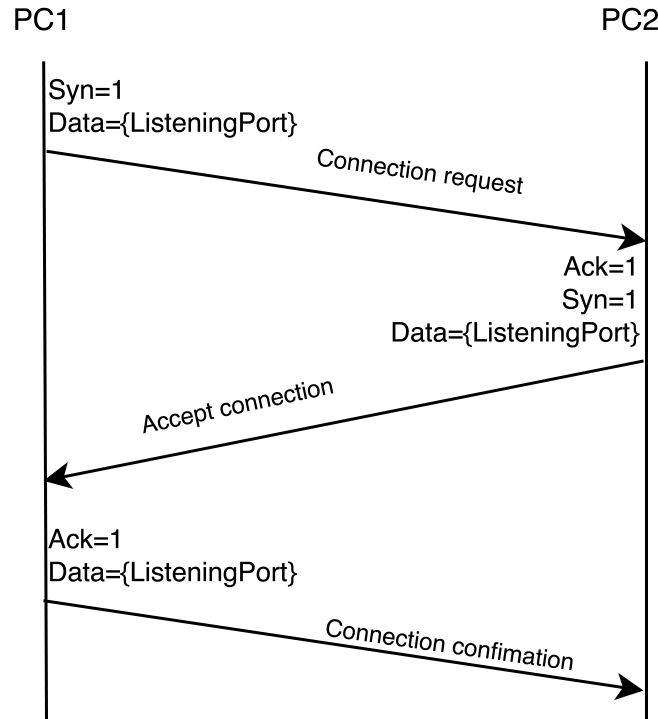 PC1
PC2
Syn=1
Data={ListeningPort}
Connection request
Ack=1
Syn=1
Data={ListeningPort}
Accept connection
Ack=1
Data={ListeningPort}
Connection confimation